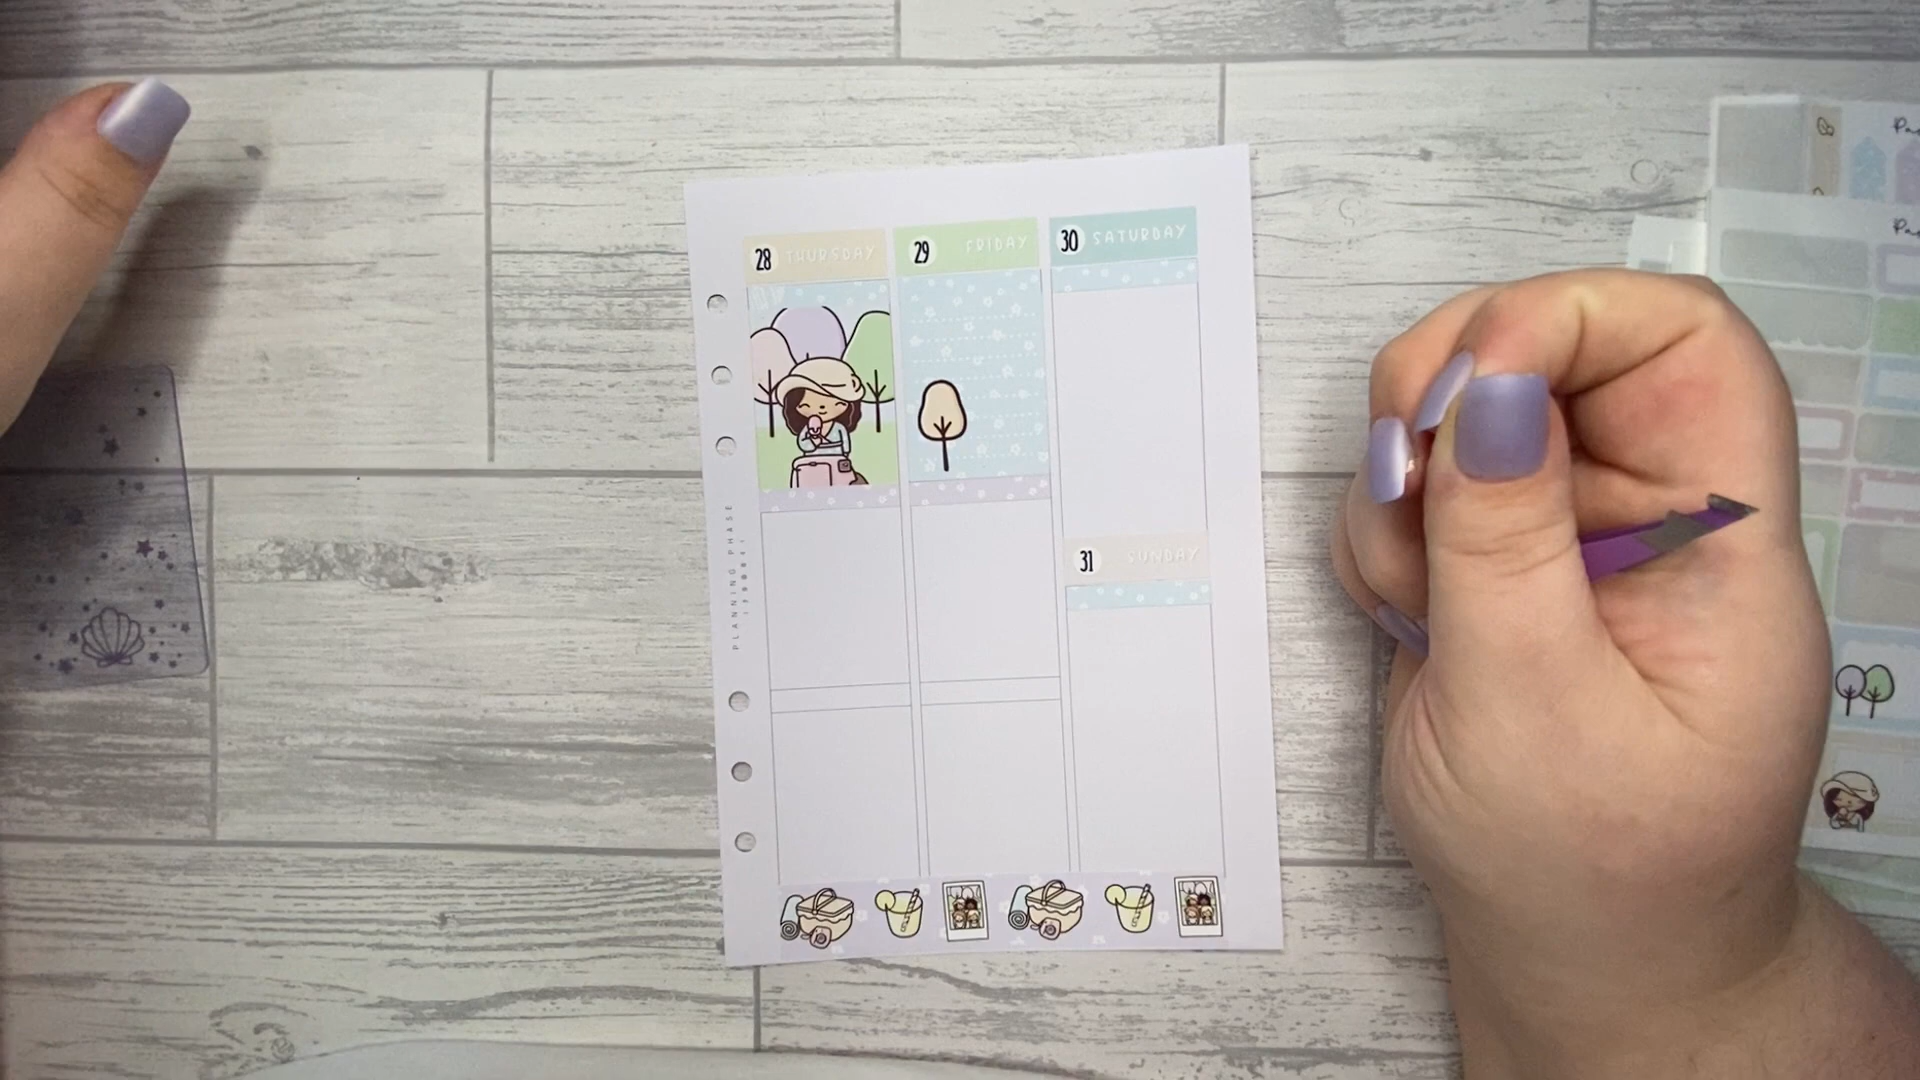 28 THURSDAY
29 FRIDAY
30 SATURDAY
31 SUNDAY
PLANNING PHASE